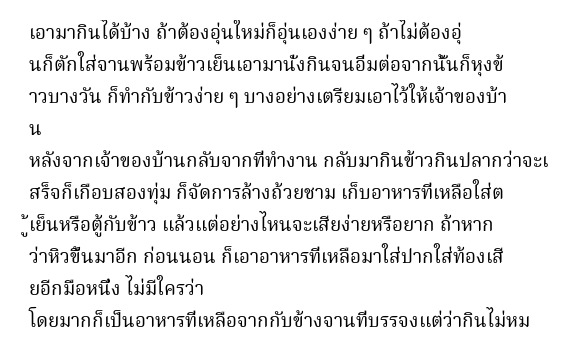 เอามากินได้บ้าง ถ้าต้องอุ่นใหม่ก็อุ่นเองง่าย ๆ ถ้าไม่ต้องอุ่
นก็ตักใส่จานพร้อมข้าวเย็นเอามานั่งกินจนอิ่มต่อจากนั้นก็หุงข้
าวบางวัน ก็ทำกับข้าวง่าย ๆ บางอย่างเตรียมเอาไว้ให้เจ้าของบ้า
น
หลังจากเจ้าของบ้านกลับจากที่ทำงาน กลับมากินข้าวกินปลากว่าจะเ
สร็จก็เกือบสองทุ่ม ก็จัดการล้างถ้วยชาม เก็บอาหารที่เหลือใส่ต
ู้เย็นหรือตู้กับข้าว แล้วแต่อย่างไหนจะเสียง่ายหรือยาก ถ้าหาก
ว่าหิวขึ้นมาอีก ก่อนนอน ก็เอาอาหารที่เหลือมาใส่ปากใส่ท้องเสี
ยอีกมื้อหนึ่ง ไม่มีใครว่า
โดยมากก็เป็นอาหารที่เหลือจากกับข้างจานที่บรรจงแต่ว่ากินไม่หม